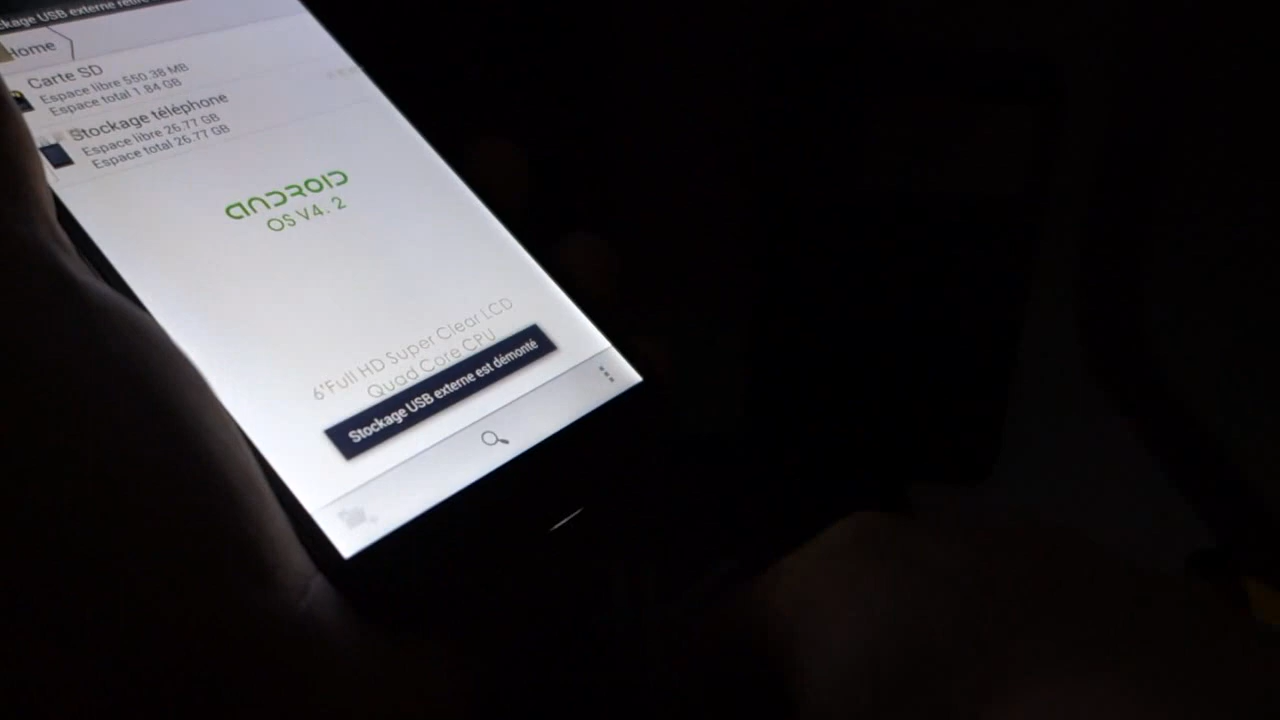 Stockage USB externe retiré
Home
Carte SD
Espace libre 550.38 MB
Espace total 1.84 GB
Stockage téléphone
Espace libre 26.77 GB
Espace total 26.77 GB
ANDROID
OS V4. 2
6'Full HD Super Clear LCD
Quad Core CPU
Stockage USB externe est démonté